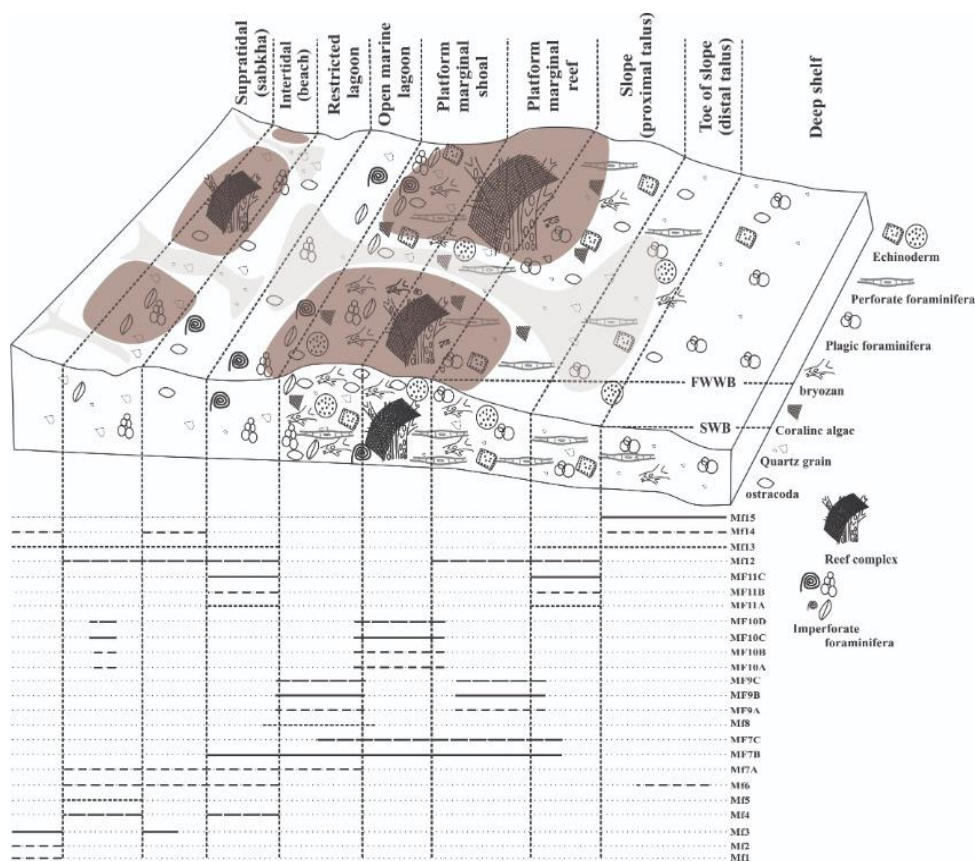 Supratidal
(sabkha)
Intertidal
(beach)
Restricted
lagoon
Open marine
lagoon
Platform
marginal
shoal
Platform
marginal
reef
Slope
(proximal talus)
Toe of slope
(distal talus)
Deep shelf
Echinoderm
Perforate foraminifera
Plagic foraminifera
bryozan
Coraline algae
Quartz grain
ostracoda
Reef complex
Imperforate
foraminifera
FWWB
SWB
Mf15
Mf14
Mf13
Mf12
MF11C
MF11B
MF11A
MF10D
MF10C
MF10B
MF10A
MF9C
MF9B
MF9A
Mf8
MF7C
MF7B
Mf7A
Mf6
Mf5
Mf4
Mf3
Mf2
Mf1